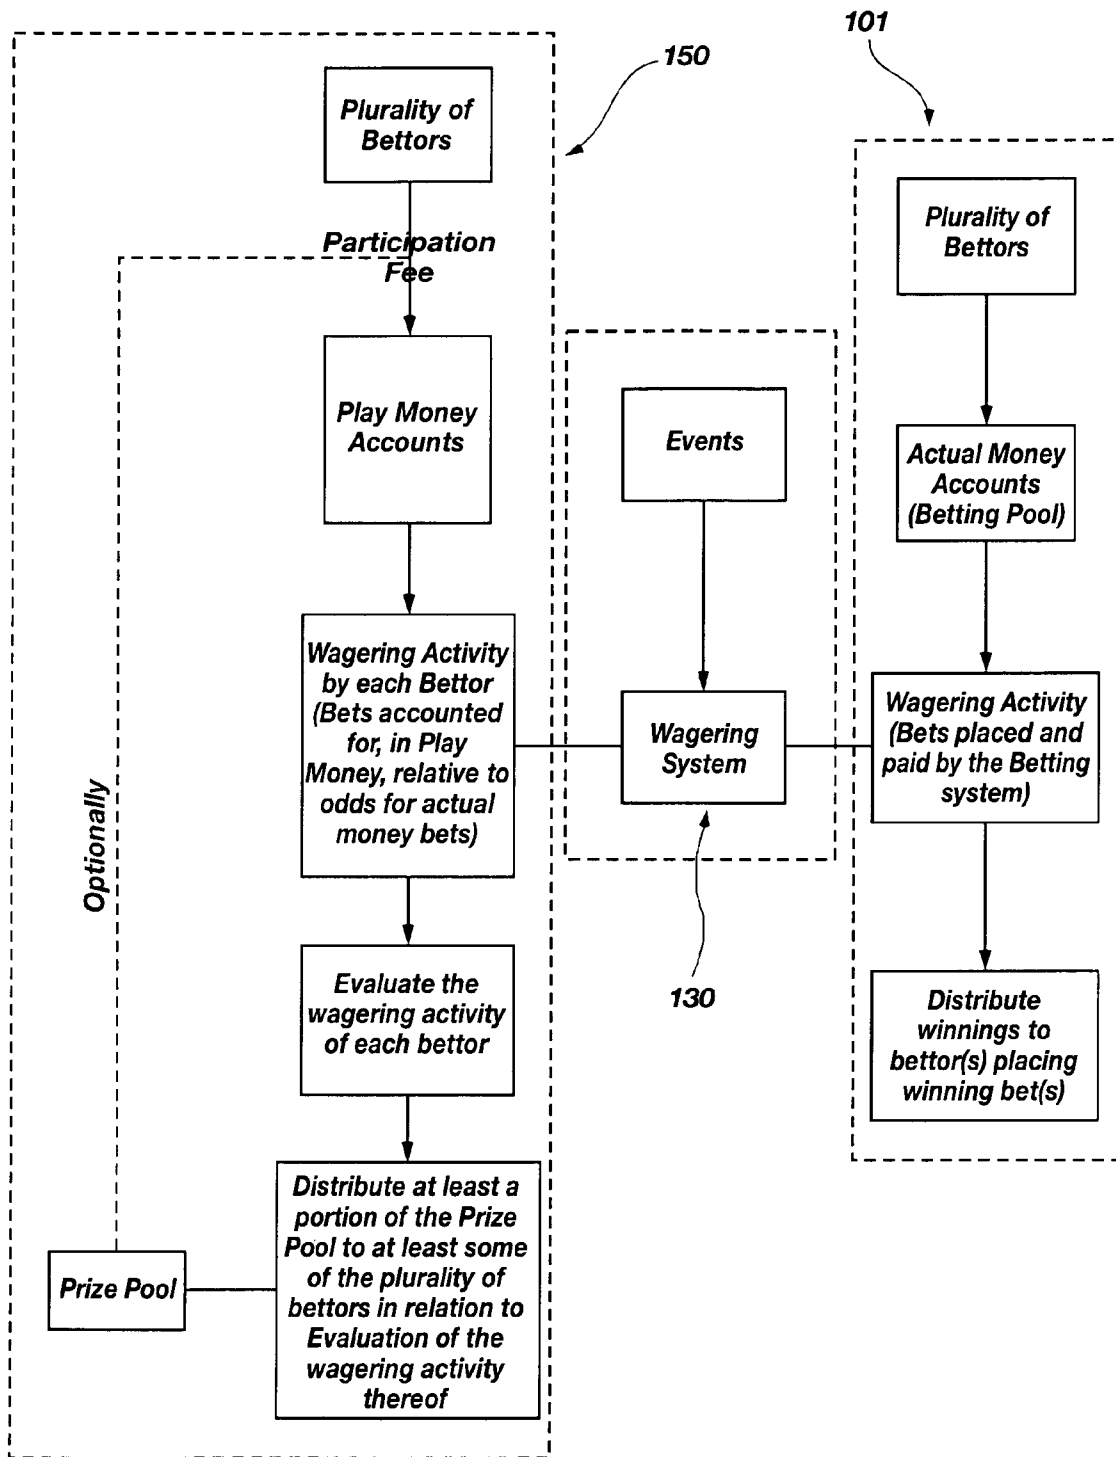 101
150
Plurality of
Bettors
Participation
Fee
Play Money
Accounts
Wagering Activity
by each Bettor
(Bets accounted
for, in Play
Money, relative to
odds for actual
money bets)
Evaluate the
wagering activity
of each bettor
Distribute at least a
portion of the Prize
Pool to at least some
of the plurality of
bettors in relation to
Evaluation of the
wagering activity
thereof
Optionally
Prize Pool
Events
Wagering
System
130
Plurality of
Bettors
Actual Money
Accounts
(Betting Pool)
Wagering Activity
(Bets placed and
paid by the Betting
system)
Distribute
winnings to
bettor(s) placing
winning bet(s)